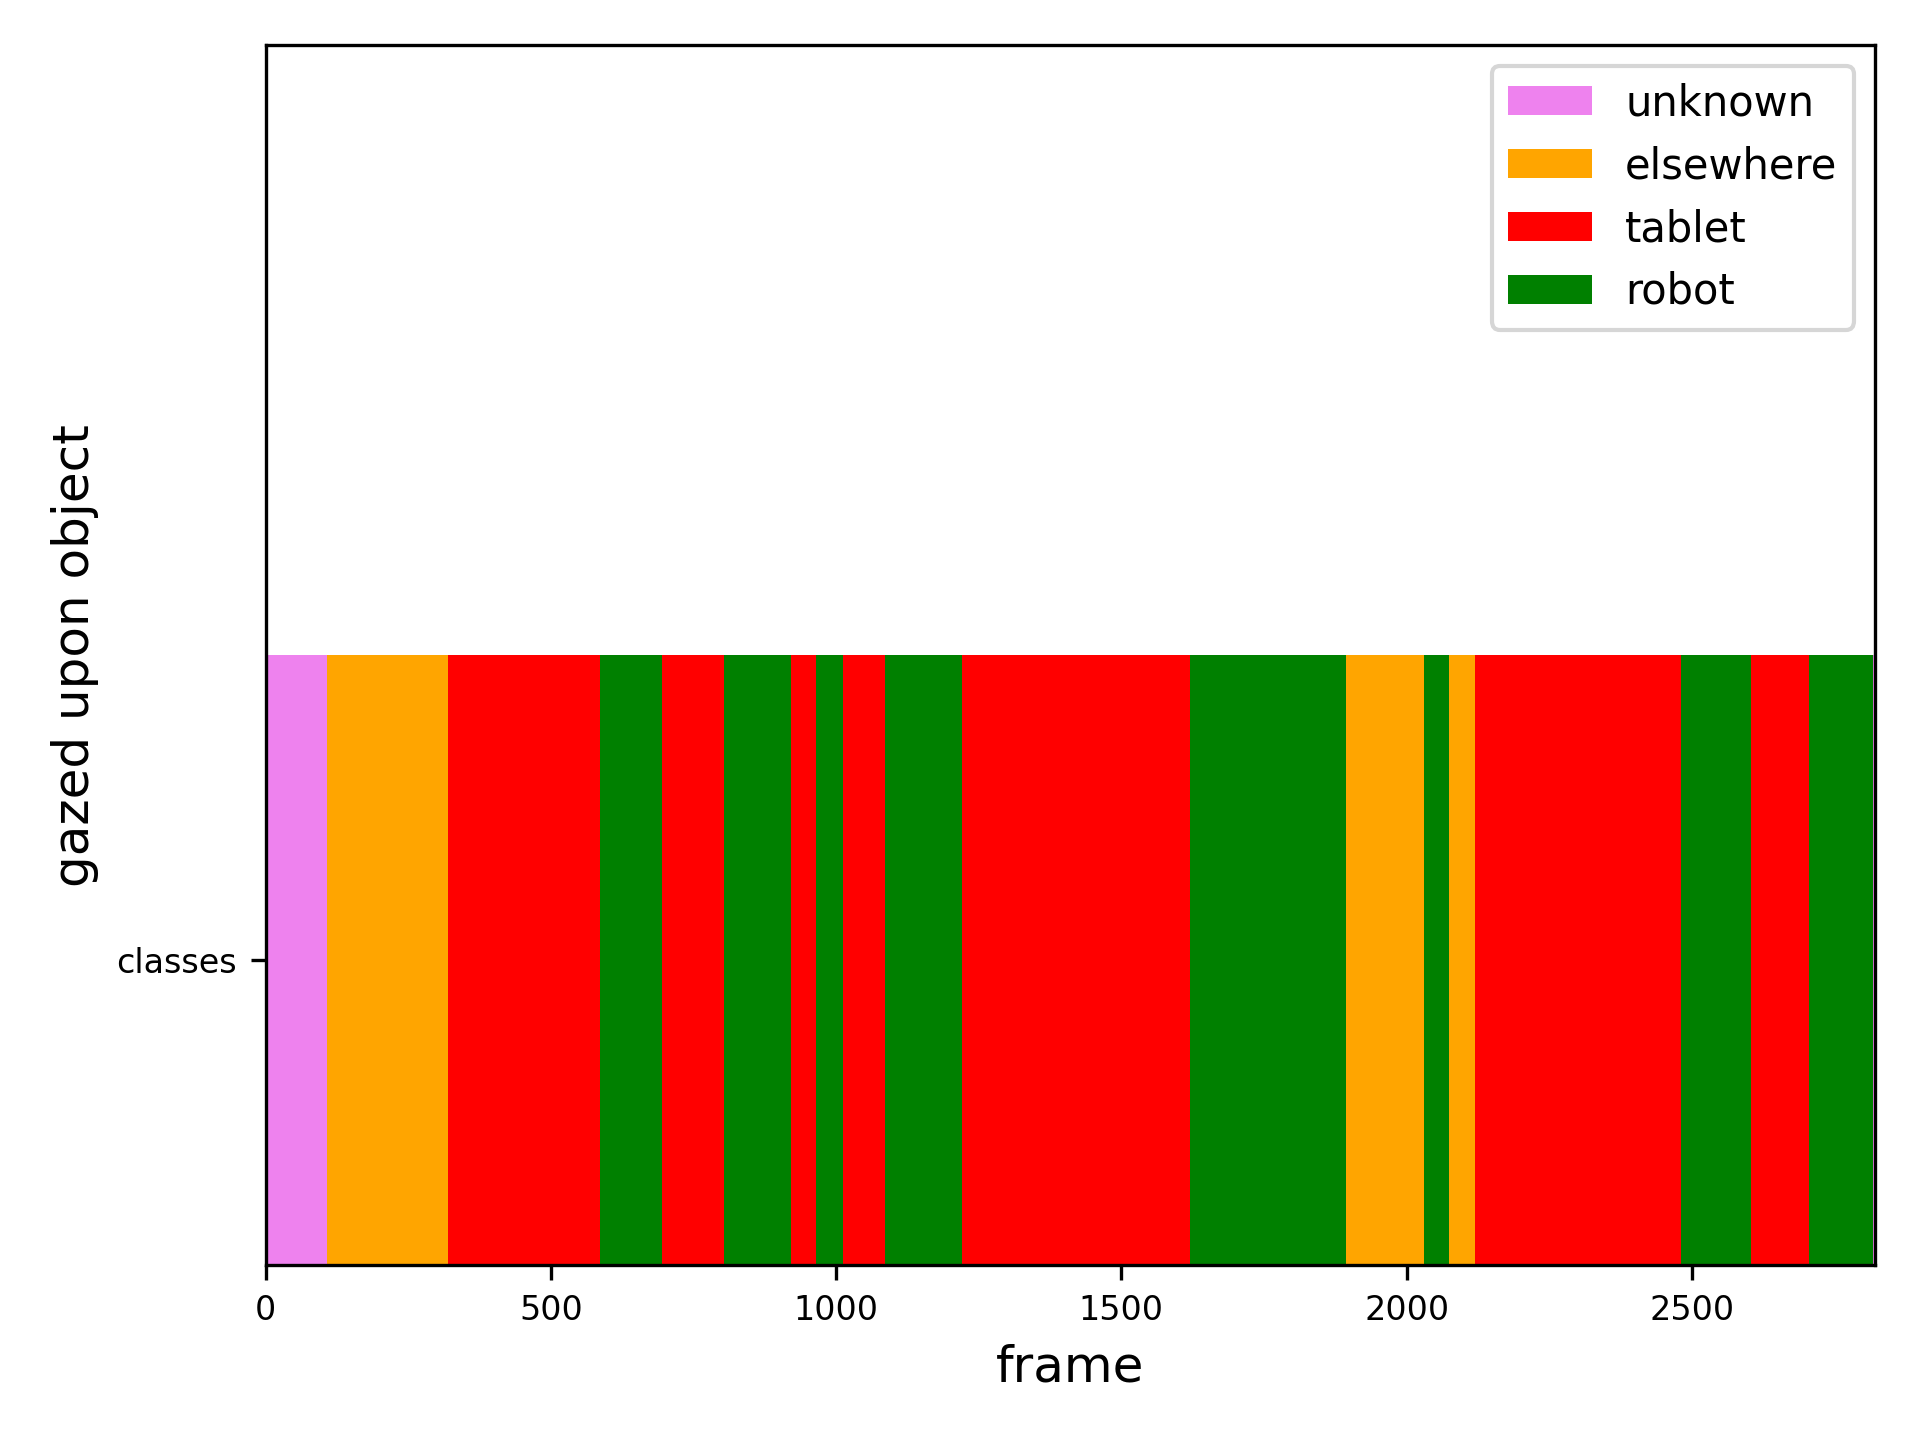 unknown
elsewhere
tablet
robot
gazed upon object
classes
0 500 1000 1500 2000 2500
frame